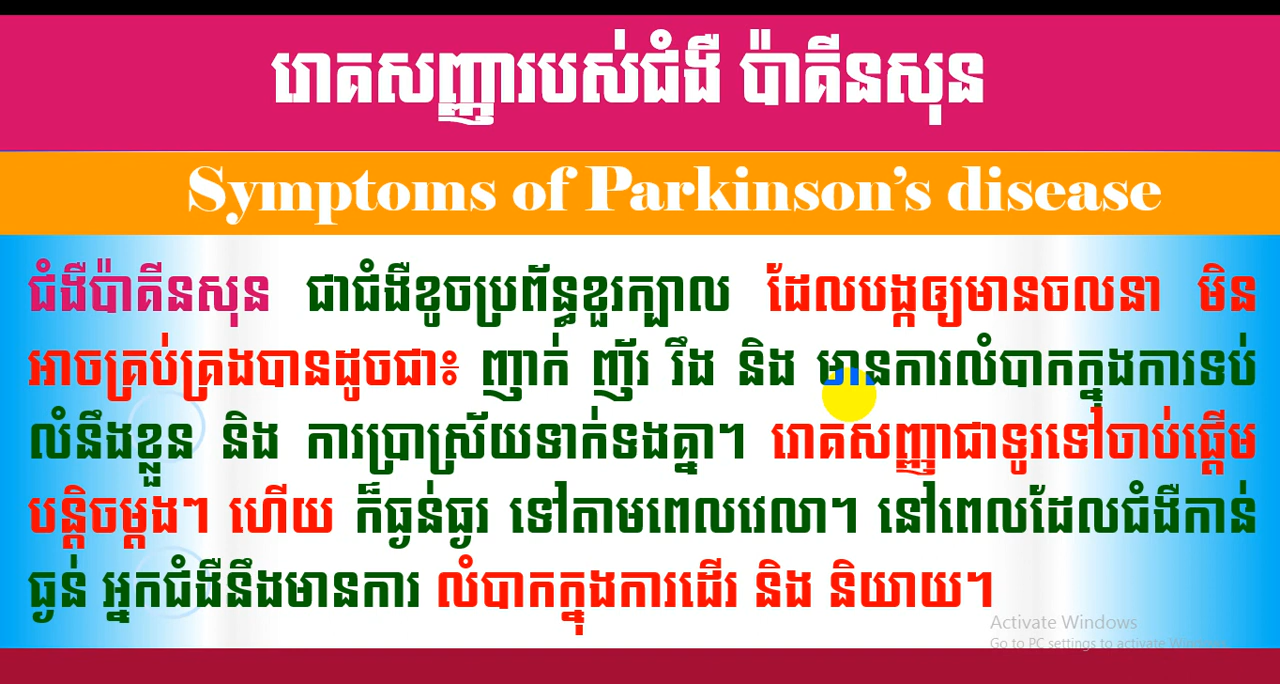 រោគសញ្ញារបស់ជំងឺ ប៉ាគីនសុន
Symptoms of Parkinson's disease
ជំងឺប៉ាគីនសុន ជាជំងឺខូចប្រព័ន្ធខួរក្បាល ដែលបង្កឲ្យមានចលនា មិន
អាចគ្រប់គ្រងបានដូចជា៖ ញាក់ ញ័រ រឹង និង មានការលំបាកក្នុងការទប់
លំនឹងខ្លួន និង ការប្រាស្រ័យទាក់ទងគ្នា។ រោគសញ្ញាជាទូរទៅចាប់ផ្តើម
បន្តិចម្តងៗ ហើយ ក៏ធ្ងន់ធ្ងរ ទៅតាមពេលវេលា។ នៅពេលដែលជំងឺកាន់
ធ្ងន់ អ្នកជំងឺនឹងមានការ លំបាកក្នុងការដើរ និង និយាយ។
Activate Windows
Go to PC settings to activate Windows.